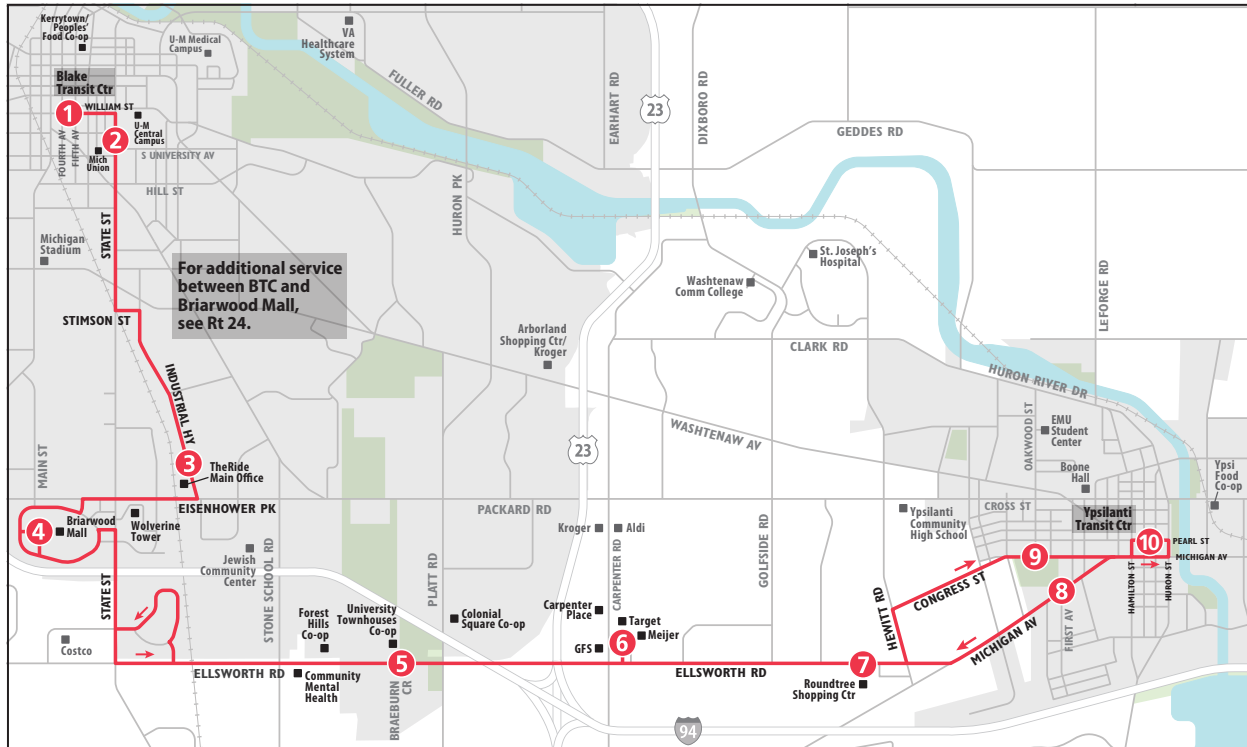 Kerrytown/
Peoples'
Food Co-op
U-M Medical
Campus
VA
Healthcare
System
FULLER RD
EARHART RD
23
DIXBORO RD
GEDDES RD
Blake
Transit Ctr
1
WILLIAM ST
2
U-M
Central
Campus
FOURTH AV
FIFTH AV
Mich
Union
S UNIVERSITY AV
HILL ST
HURON PK
STATE ST
Michigan
Stadium
For additional service
between BTC and
Briarwood Mall,
see Rt 24.
St. Joseph's
Hospital
Washtenaw
Comm College
LEFORGE RD
STIMSON ST
Arborland
Shopping Ctr/
Kroger
CLARK RD
HURON RIVER DR
INDUSTRIAL HY
WASHTENAW AV
OAKWOOD ST
EMU
Student
Center
MAIN ST
3
TheRide
Main Office
23
Boone
Hall
Ypsi
Food
Co-op
EISENHOWER PK
PACKARD RD
CROSS ST
Ypsilanti
Transit Ctr
4
Briarwood
Mall
Wolverine
Tower
Kroger
Aldi
Ypsilanti
Community
High School
10
PEARL ST
MICHIGAN AV
9
Jewish
Community
Center
STONE SCHOOL RD
PLATT RD
CARPENTER RD
GOLFSIDE RD
HAMILTON ST
HURON ST
STATE ST
Forest
Hills
Co-op
University
Townhouses
Co-op
Colonial
Square Co-op
Carpenter
Place
Target
Meijer
HEWITT RD
CONGRESS ST
8
FIRST AV
MICHIGAN AV
Costco
GFS
6
5
7
ELLSWORTH RD
ELLSWORTH RD
Community
Mental
Health
BRAEBURN
CR
Roundtree
Shopping Ctr
94